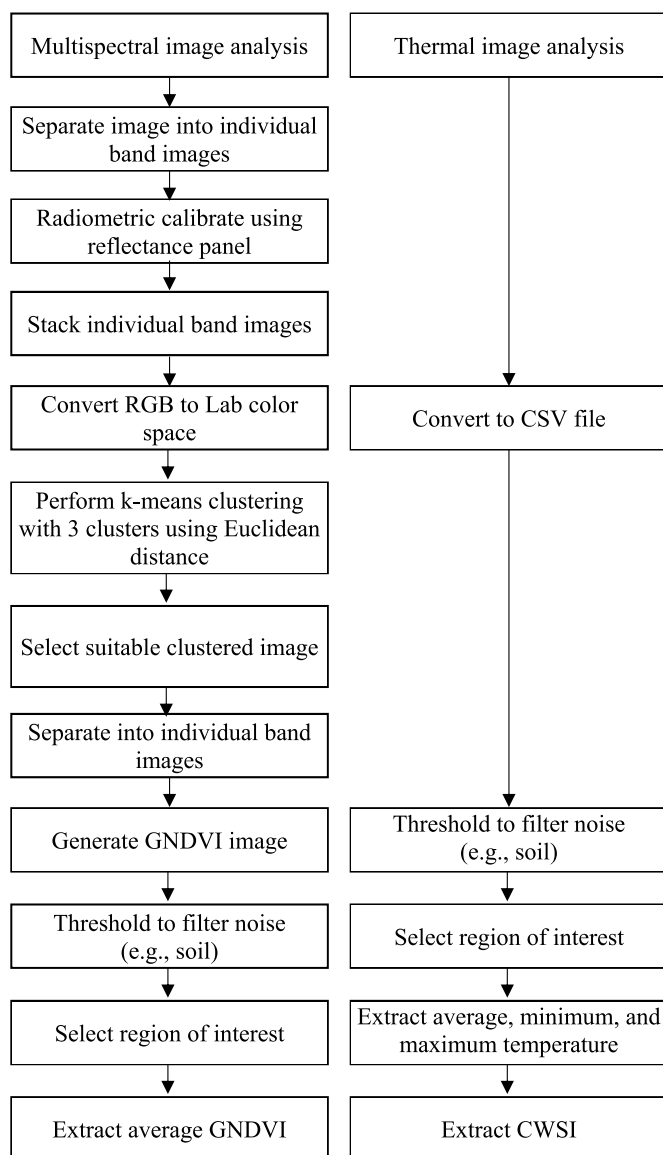 Multispectral image analysis
Separate image into individual
band images
Radiometric calibrate using
reflectance panel
Stack individual band images
Convert RGB to Lab color
space
Perform k-means clustering
with 3 clusters using Euclidean
distance
Select suitable clustered image
Separate into individual band
images
Generate GNDVI image
Threshold to filter noise
(e.g., soil)
Select region of interest
Extract average GNDVI
Thermal image analysis
Convert to CSV file
Threshold to filter noise
(e.g., soil)
Select region of interest
Extract average, minimum, and
maximum temperature
Extract CWSI